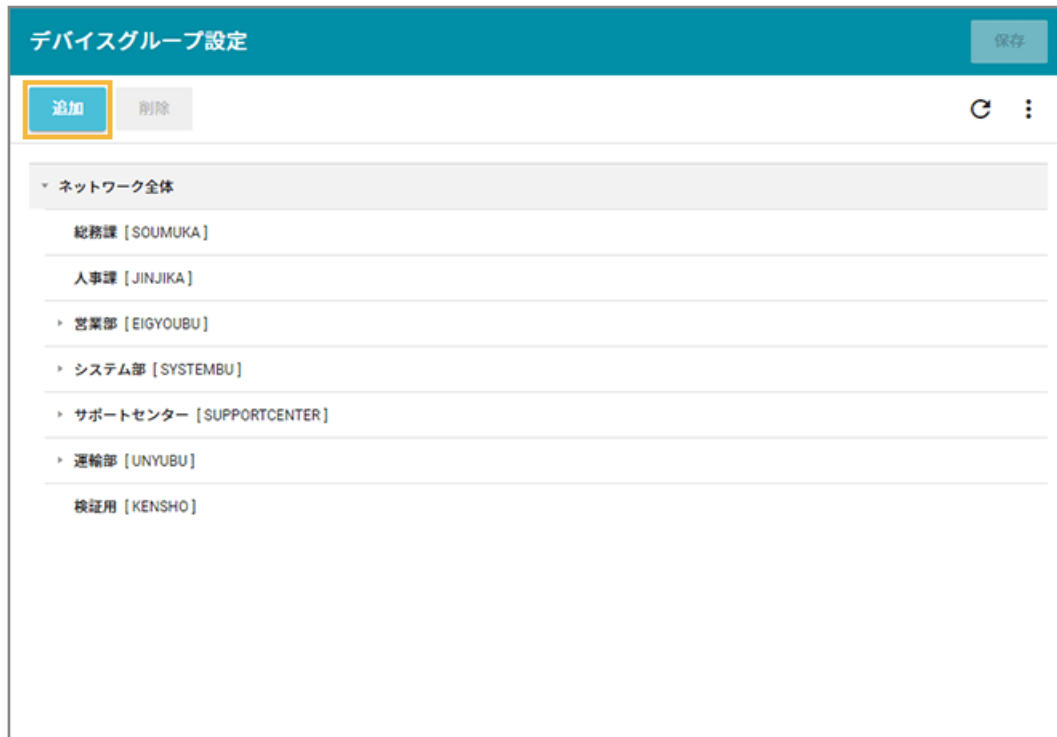 デバイスグループ設定
保存
追加
削除
ネットワーク全体
総務課 [ SOUMUKA ]
人事課 [ JINJIKA ]
営業部 [ EIGYOUBU ]
システム部 [ SYSTEMBU ]
サポートセンター [ SUPPORTCENTER ]
運輸部 [ UNYUBU ]
検証用 [ KENSHO ]